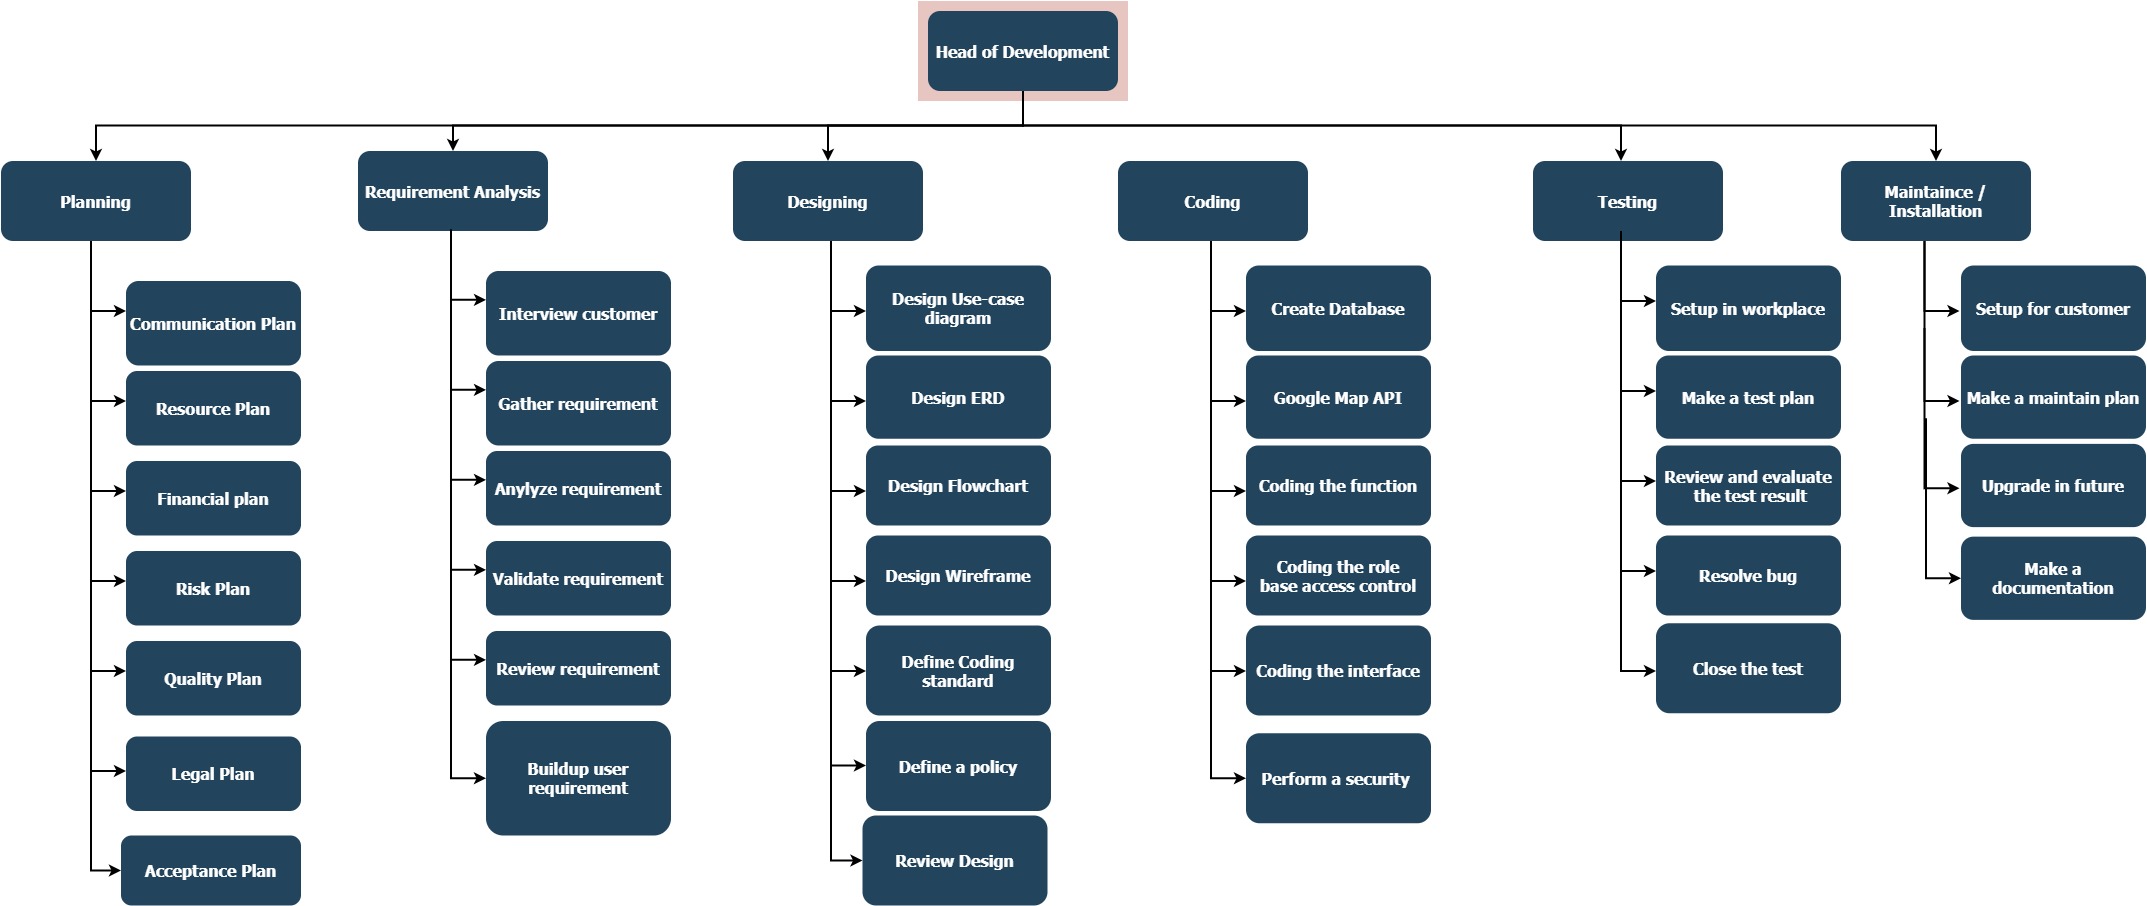 Head of Development
Planning
Requirement Analysis
Designing
Coding
Testing
Maintaince /
Installation
Communication Plan
Resource Plan
Financial plan
Risk Plan
Quality Plan
Legal Plan
Acceptance Plan
Interview customer
Gather requirement
Anylyze requirement
Validate requirement
Review requirement
Buildup user
requirement
Design Use-case
diagram
Design ERD
Design Flowchart
Design Wireframe
Define Coding
standard
Define a policy
Review Design
Create Database
Google Map API
Coding the function
Coding the role
base access control
Coding the interface
Perform a security
Setup in workplace
Make a test plan
Review and evaluate
the test result
Resolve bug
Close the test
Setup for customer
Make a maintain plan
Upgrade in future
Make a
documentation